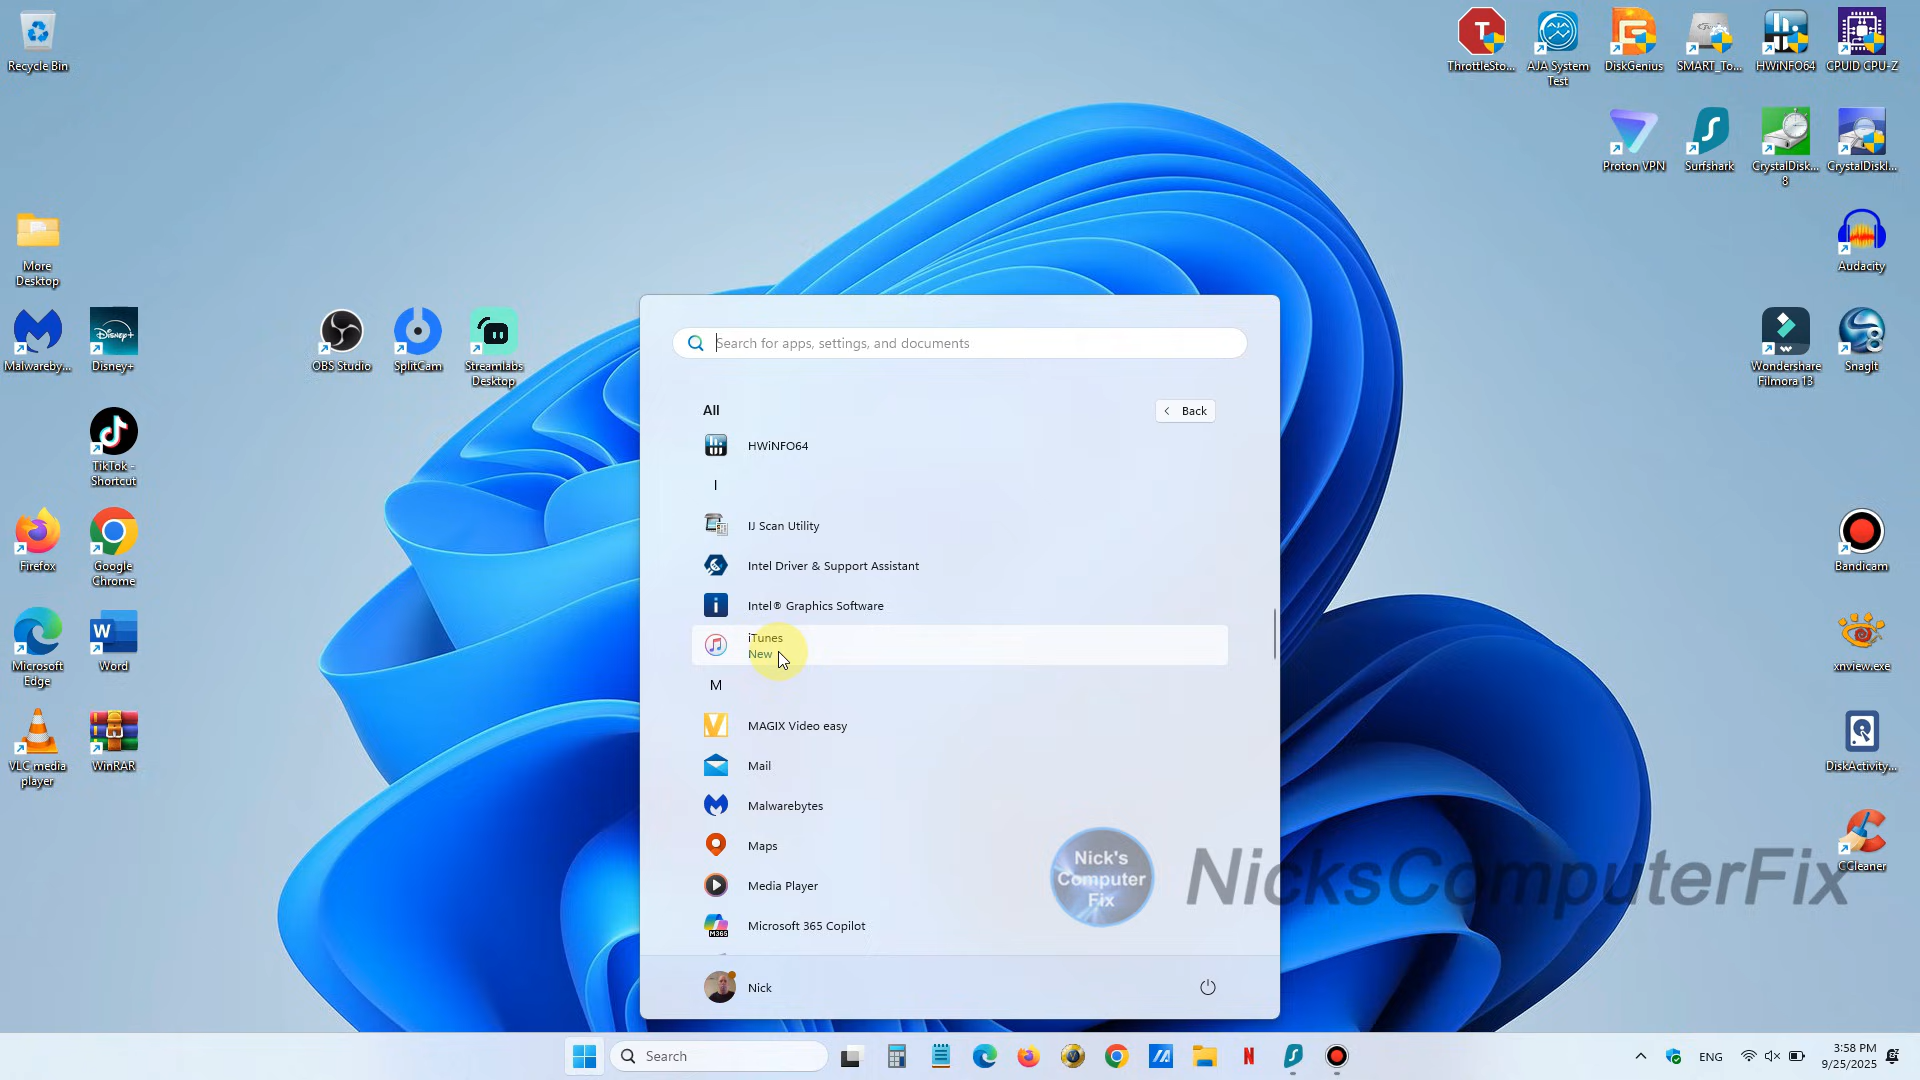 Recycle Bin
ThrottleSto...
AJA System
Test
DiskGenius
SMART_To...
HWiNFO64
CPUID CPU-Z
Proton VPN
Surfshark
CrystalDisk...
8
CrystalDiskI...
More
Desktop
Audacity
Malwareby...
Disney+
OBS Studio
SplitCam
Streamlabs
Desktop
Wondershare
Filmora 13
SnagIt
TikTok -
Shortcut
Firefox
Google
Chrome
Bandicam
Microsoft
Edge
Word
xnview.exe
VLC media
player
WinRAR
DiskActivity...
CCleaner
Search for apps, settings, and documents
All
Back
HWiNFO64
I
IJ Scan Utility
Intel Driver & Support Assistant
Intel® Graphics Software
iTunes
New
M
MAGIX Video easy
Mail
Malwarebytes
Maps
Media Player
Microsoft 365 Copilot
Nick
Nick's
Computer
Fix
NicksComputerFix
Search
ENG
3:58 PM
9/25/2025